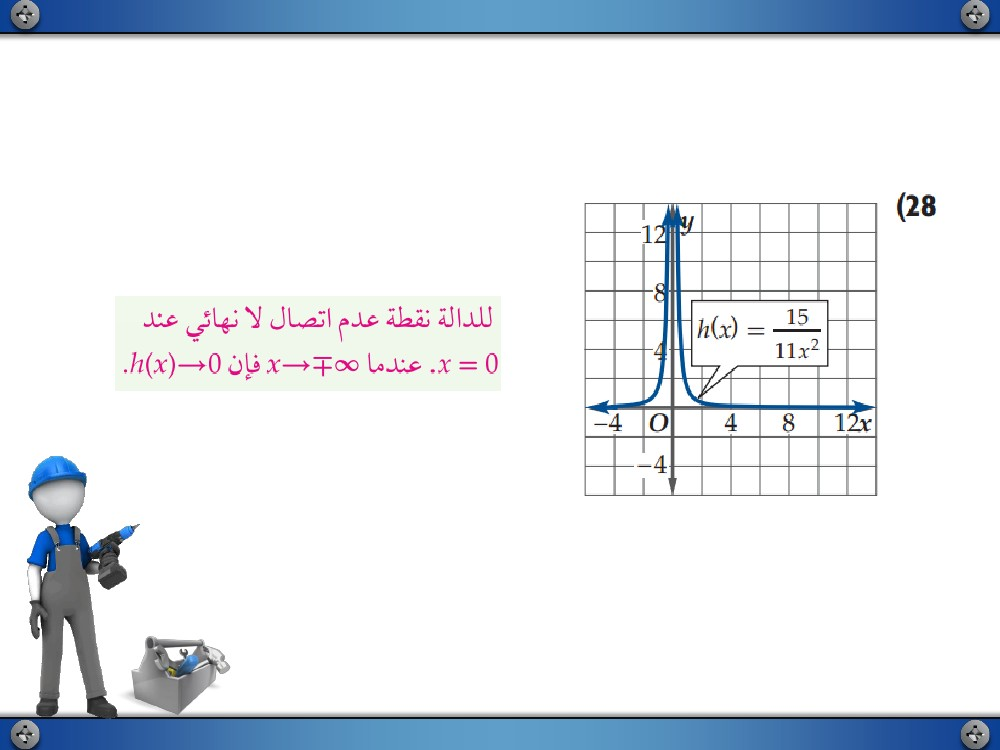 (28
للدالة نقطة عدم اتصال لا نهائي عند
x = 0. عندما x→∓∞ فإن h(x)→0.
y
12
8
h(x) = 15/11x²
4
−4 O 4 8 12x
−4